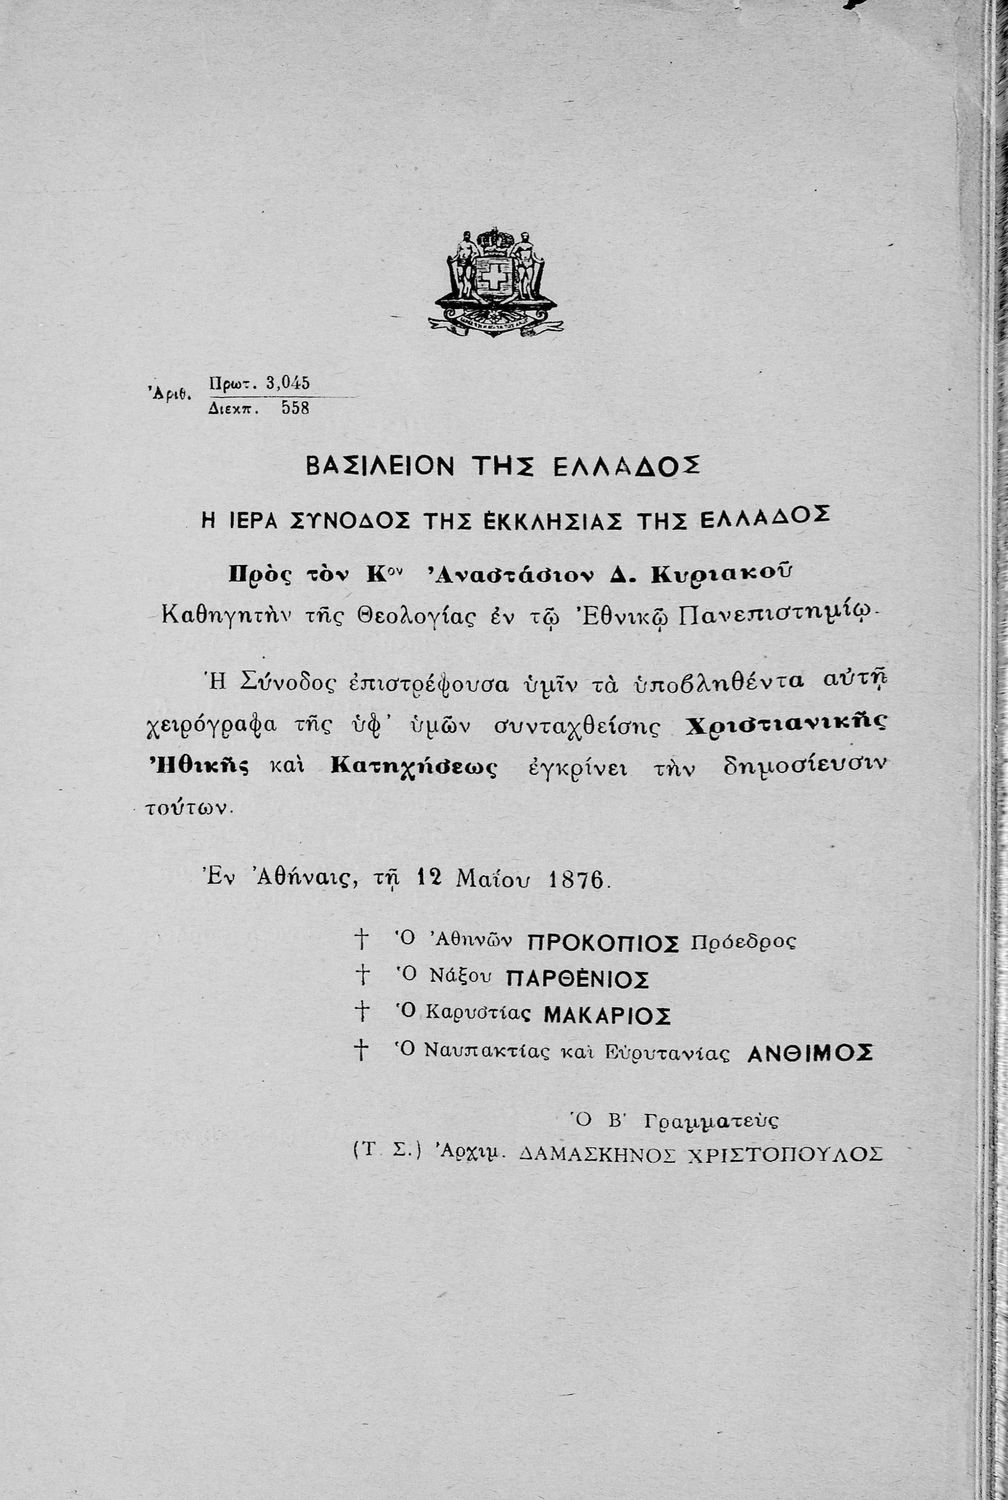 Ἀριθ. Πρωτ. 3,045
Διεκπ. 558
ΒΑΣΙΛΕΙΟΝ ΤΗΣ ΕΛΛΑΔΟΣ
Η ΙΕΡΑ ΣΥΝΟΔΟΣ ΤΗΣ ΕΚΚΛΗΣΙΑΣ ΤΗΣ ΕΛΛΑΔΟΣ
Πρὸς τὸν Κον Ἀναστάσιον Δ. Κυριακοῦ
Καθηγητὴν τῆς Θεολογίας ἐν τῷ Ἐθνικῷ Πανεπιστημίῳ.
Ἡ Σύνοδος ἐπιστρέφουσα ὑμῖν τὰ ὑποβληθέντα αὐτῇ
χειρόγραφα τῆς ὑφ' ὑμῶν συνταχθείσης Χριστιανικῆς
Ἠθικῆς καὶ Κατηχήσεως ἐγκρίνει τὴν δημοσίευσιν
τούτων.
Ἐν Ἀθήναις, τῇ 12 Μαΐου 1876.
† Ὁ Ἀθηνῶν ΠΡΟΚΟΠΙΟΣ Πρόεδρος
† Ὁ Νάξου ΠΑΡΘΕΝΙΟΣ
† Ὁ Καρυστίας ΜΑΚΑΡΙΟΣ
† Ὁ Ναυπακτίας καὶ Εὐρυτανίας ΑΝΘΙΜΟΣ
Ὁ Β' Γραμματεὺς
(Τ. Σ.) Ἀρχιμ. ΔΑΜΑΣΚΗΝΟΣ ΧΡΙΣΤΟΠΟΥΛΟΣ